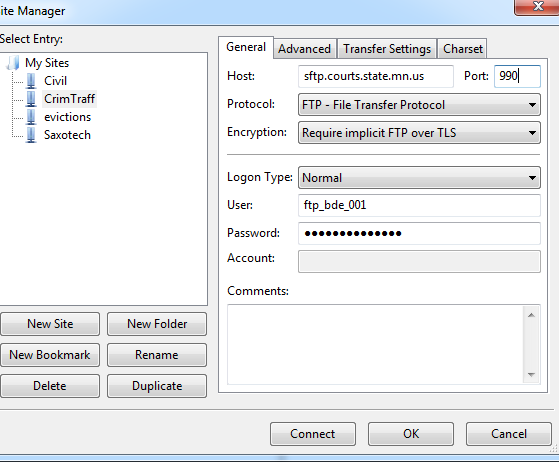 ite Manager
Select Entry:
My Sites
Civil
CrimTraff
evictions
Saxotech
New Site
New Folder
New Bookmark
Rename
Delete
Duplicate
General
Advanced
Transfer Settings
Charset
Host:
sftp.courts.state.mn.us
Port:
990
Protocol:
FTP - File Transfer Protocol
Encryption:
Require implicit FTP over TLS
Logon Type:
Normal
User:
ftp_bde_001
Password:
●●●●●●●●●●●●●●
Account:
Comments:
Connect
OK
Cancel